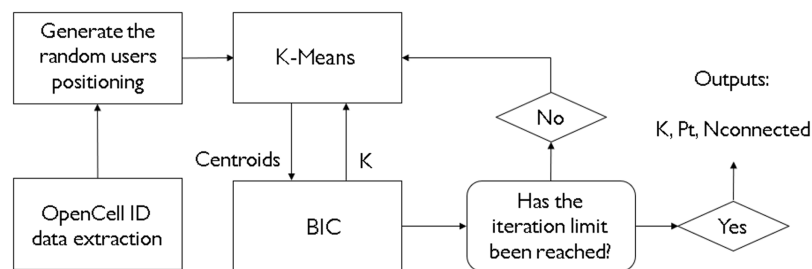 Generate the
random users
positioning
K-Means
Outputs:
No
K, Pt, Nconnected
Centroids
K
OpenCell ID
data extraction
BIC
Has the
iteration limit
been reached?
Yes